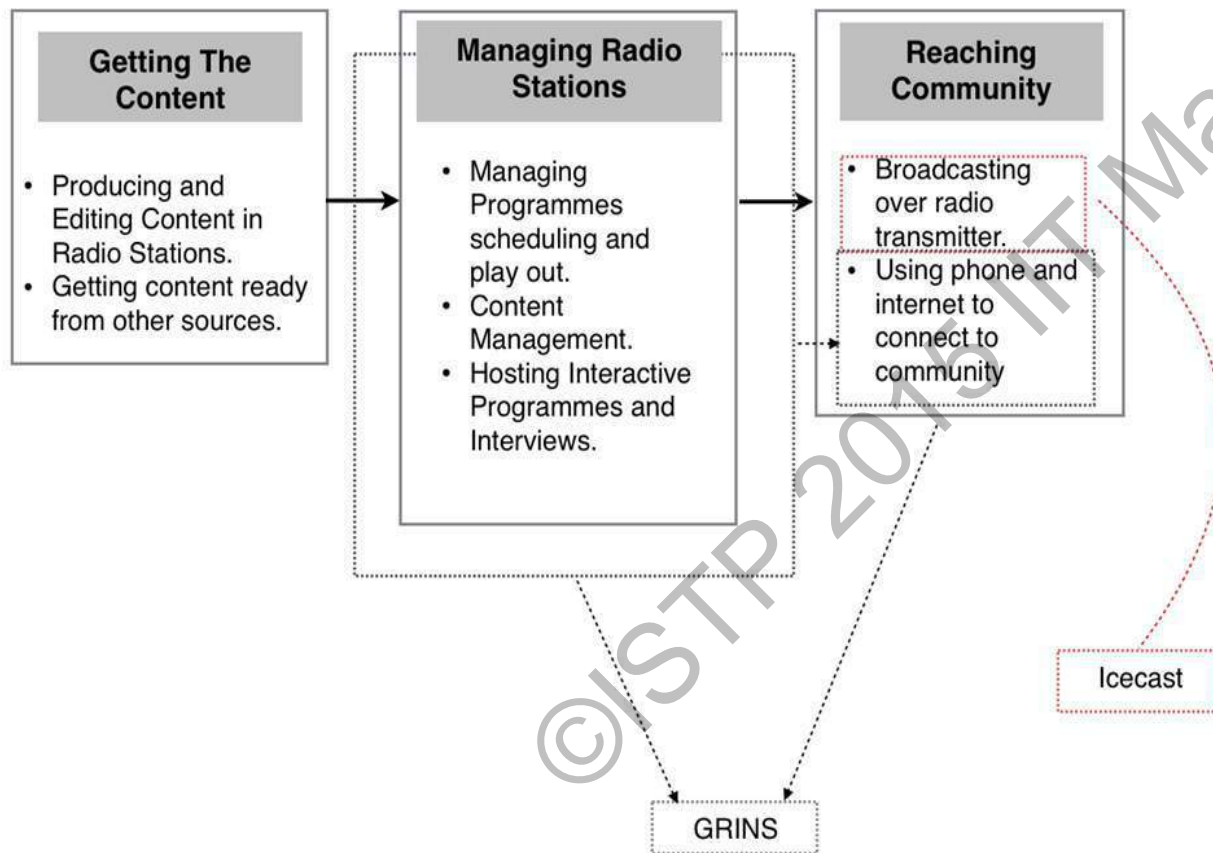 Getting The
Content
• Producing and
Editing Content in
Radio Stations.
• Getting content ready
from other sources.
Managing Radio
Stations
• Managing
Programmes
scheduling and
play out.
• Content
Management.
• Hosting Interactive
Programmes and
Interviews.
Reaching
Community
• Broadcasting
over radio
transmitter.
• Using phone and
internet to
connect to
community
Icecast
GRINS
©ISTP 2015 IIT Ma